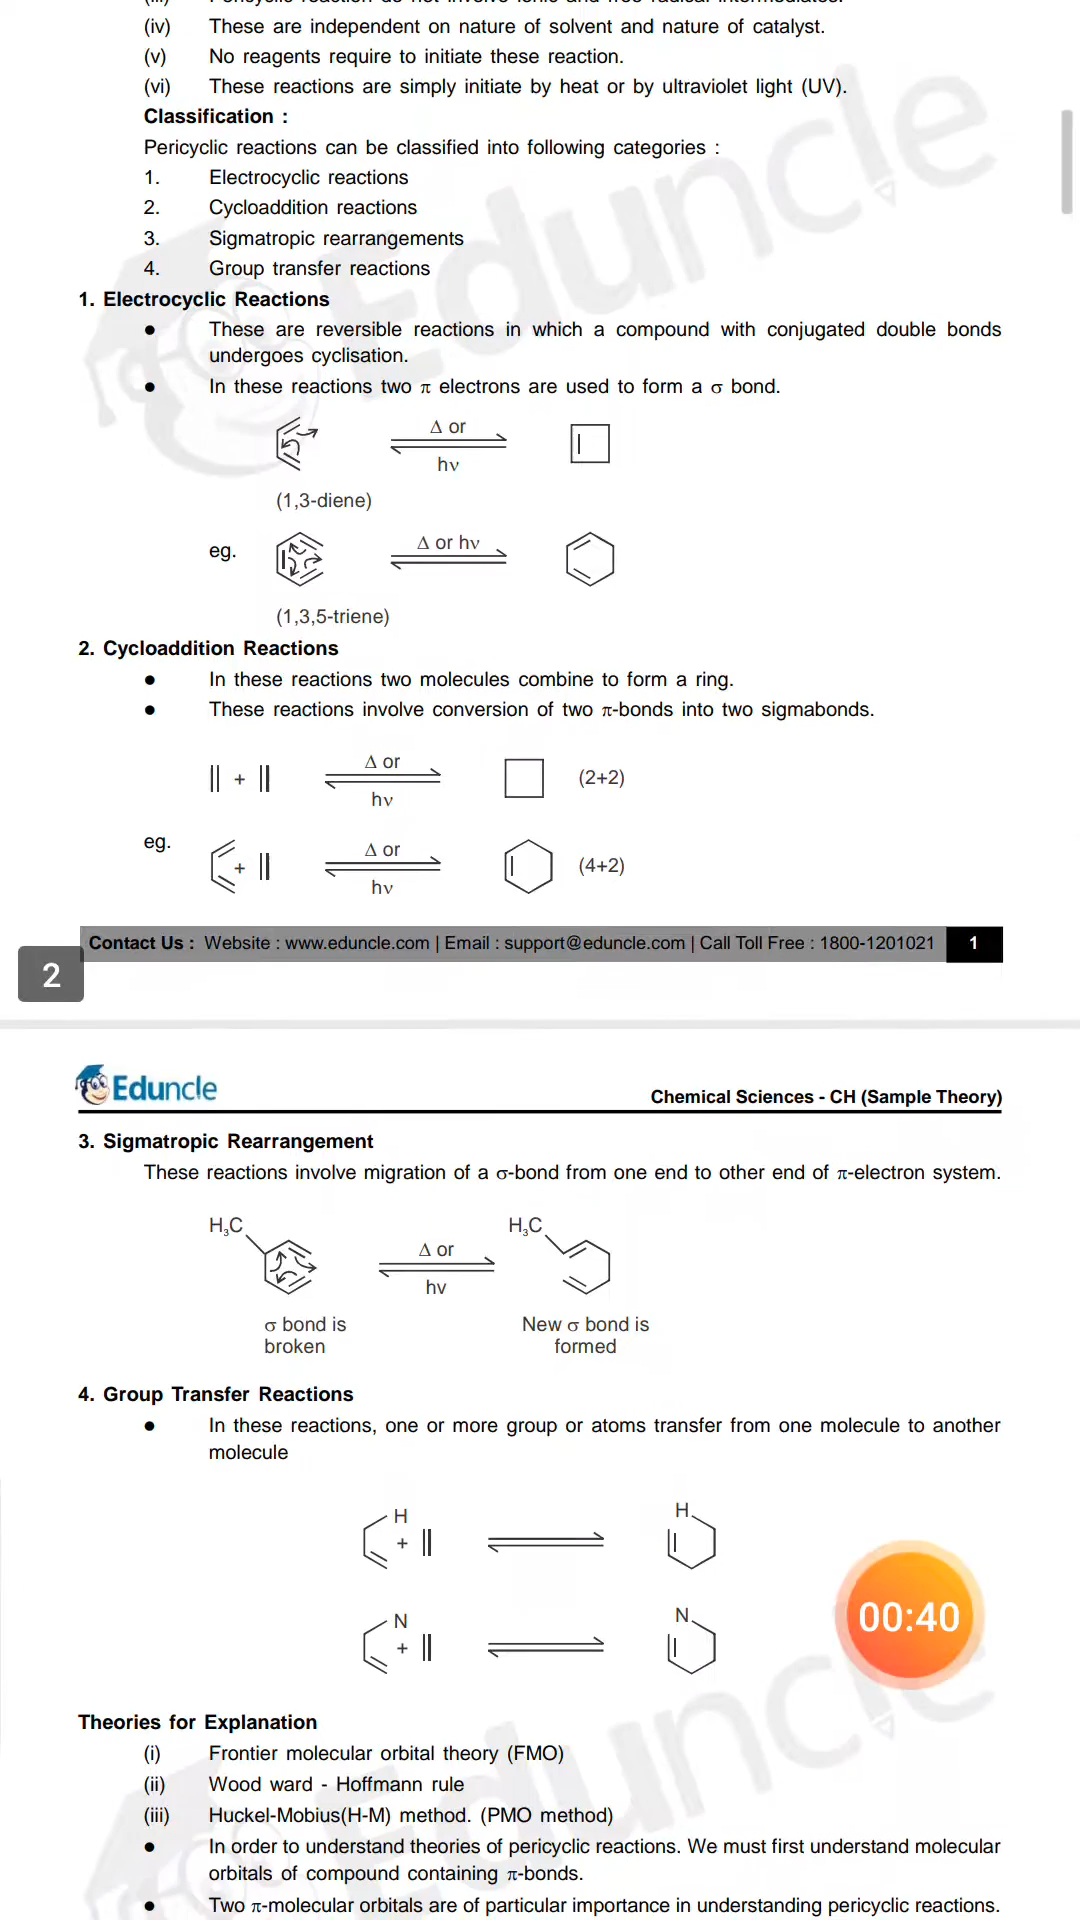 (iv) These are independent on nature of solvent and nature of catalyst.
(v) No reagents require to initiate these reaction.
(vi) These reactions are simply initiate by heat or by ultraviolet light (UV).
Classification :
Pericyclic reactions can be classified into following categories :
1. Electrocyclic reactions
2. Cycloaddition reactions
3. Sigmatropic rearrangements
4. Group transfer reactions
1. Electrocyclic Reactions
● These are reversible reactions in which a compound with conjugated double bonds
undergoes cyclisation.
● In these reactions two π electrons are used to form a σ bond.
Δ or
hν
(1,3-diene)
eg. Δ or hν
(1,3,5-triene)
2. Cycloaddition Reactions
● In these reactions two molecules combine to form a ring.
● These reactions involve conversion of two π-bonds into two sigmabonds.
Δ or
+ (2+2)
hν
eg. Δ or
+ (4+2)
hν
Contact Us : Website : www.eduncle.com | Email : support@eduncle.com | Call Toll Free : 1800-1201021 1
2
Eduncle
Chemical Sciences - CH (Sample Theory)
3. Sigmatropic Rearrangement
These reactions involve migration of a σ-bond from one end to other end of π-electron system.
H₃C H₃C
Δ or
hv
σ bond is New σ bond is
broken formed
4. Group Transfer Reactions
● In these reactions, one or more group or atoms transfer from one molecule to another
molecule
H H
+
00:40
N N
+
Theories for Explanation
(i) Frontier molecular orbital theory (FMO)
(ii) Wood ward - Hoffmann rule
(iii) Huckel-Mobius(H-M) method. (PMO method)
● In order to understand theories of pericyclic reactions. We must first understand molecular
orbitals of compound containing π-bonds.
● Two π-molecular orbitals are of particular importance in understanding pericyclic reactions.
Eduncle
Eduncle